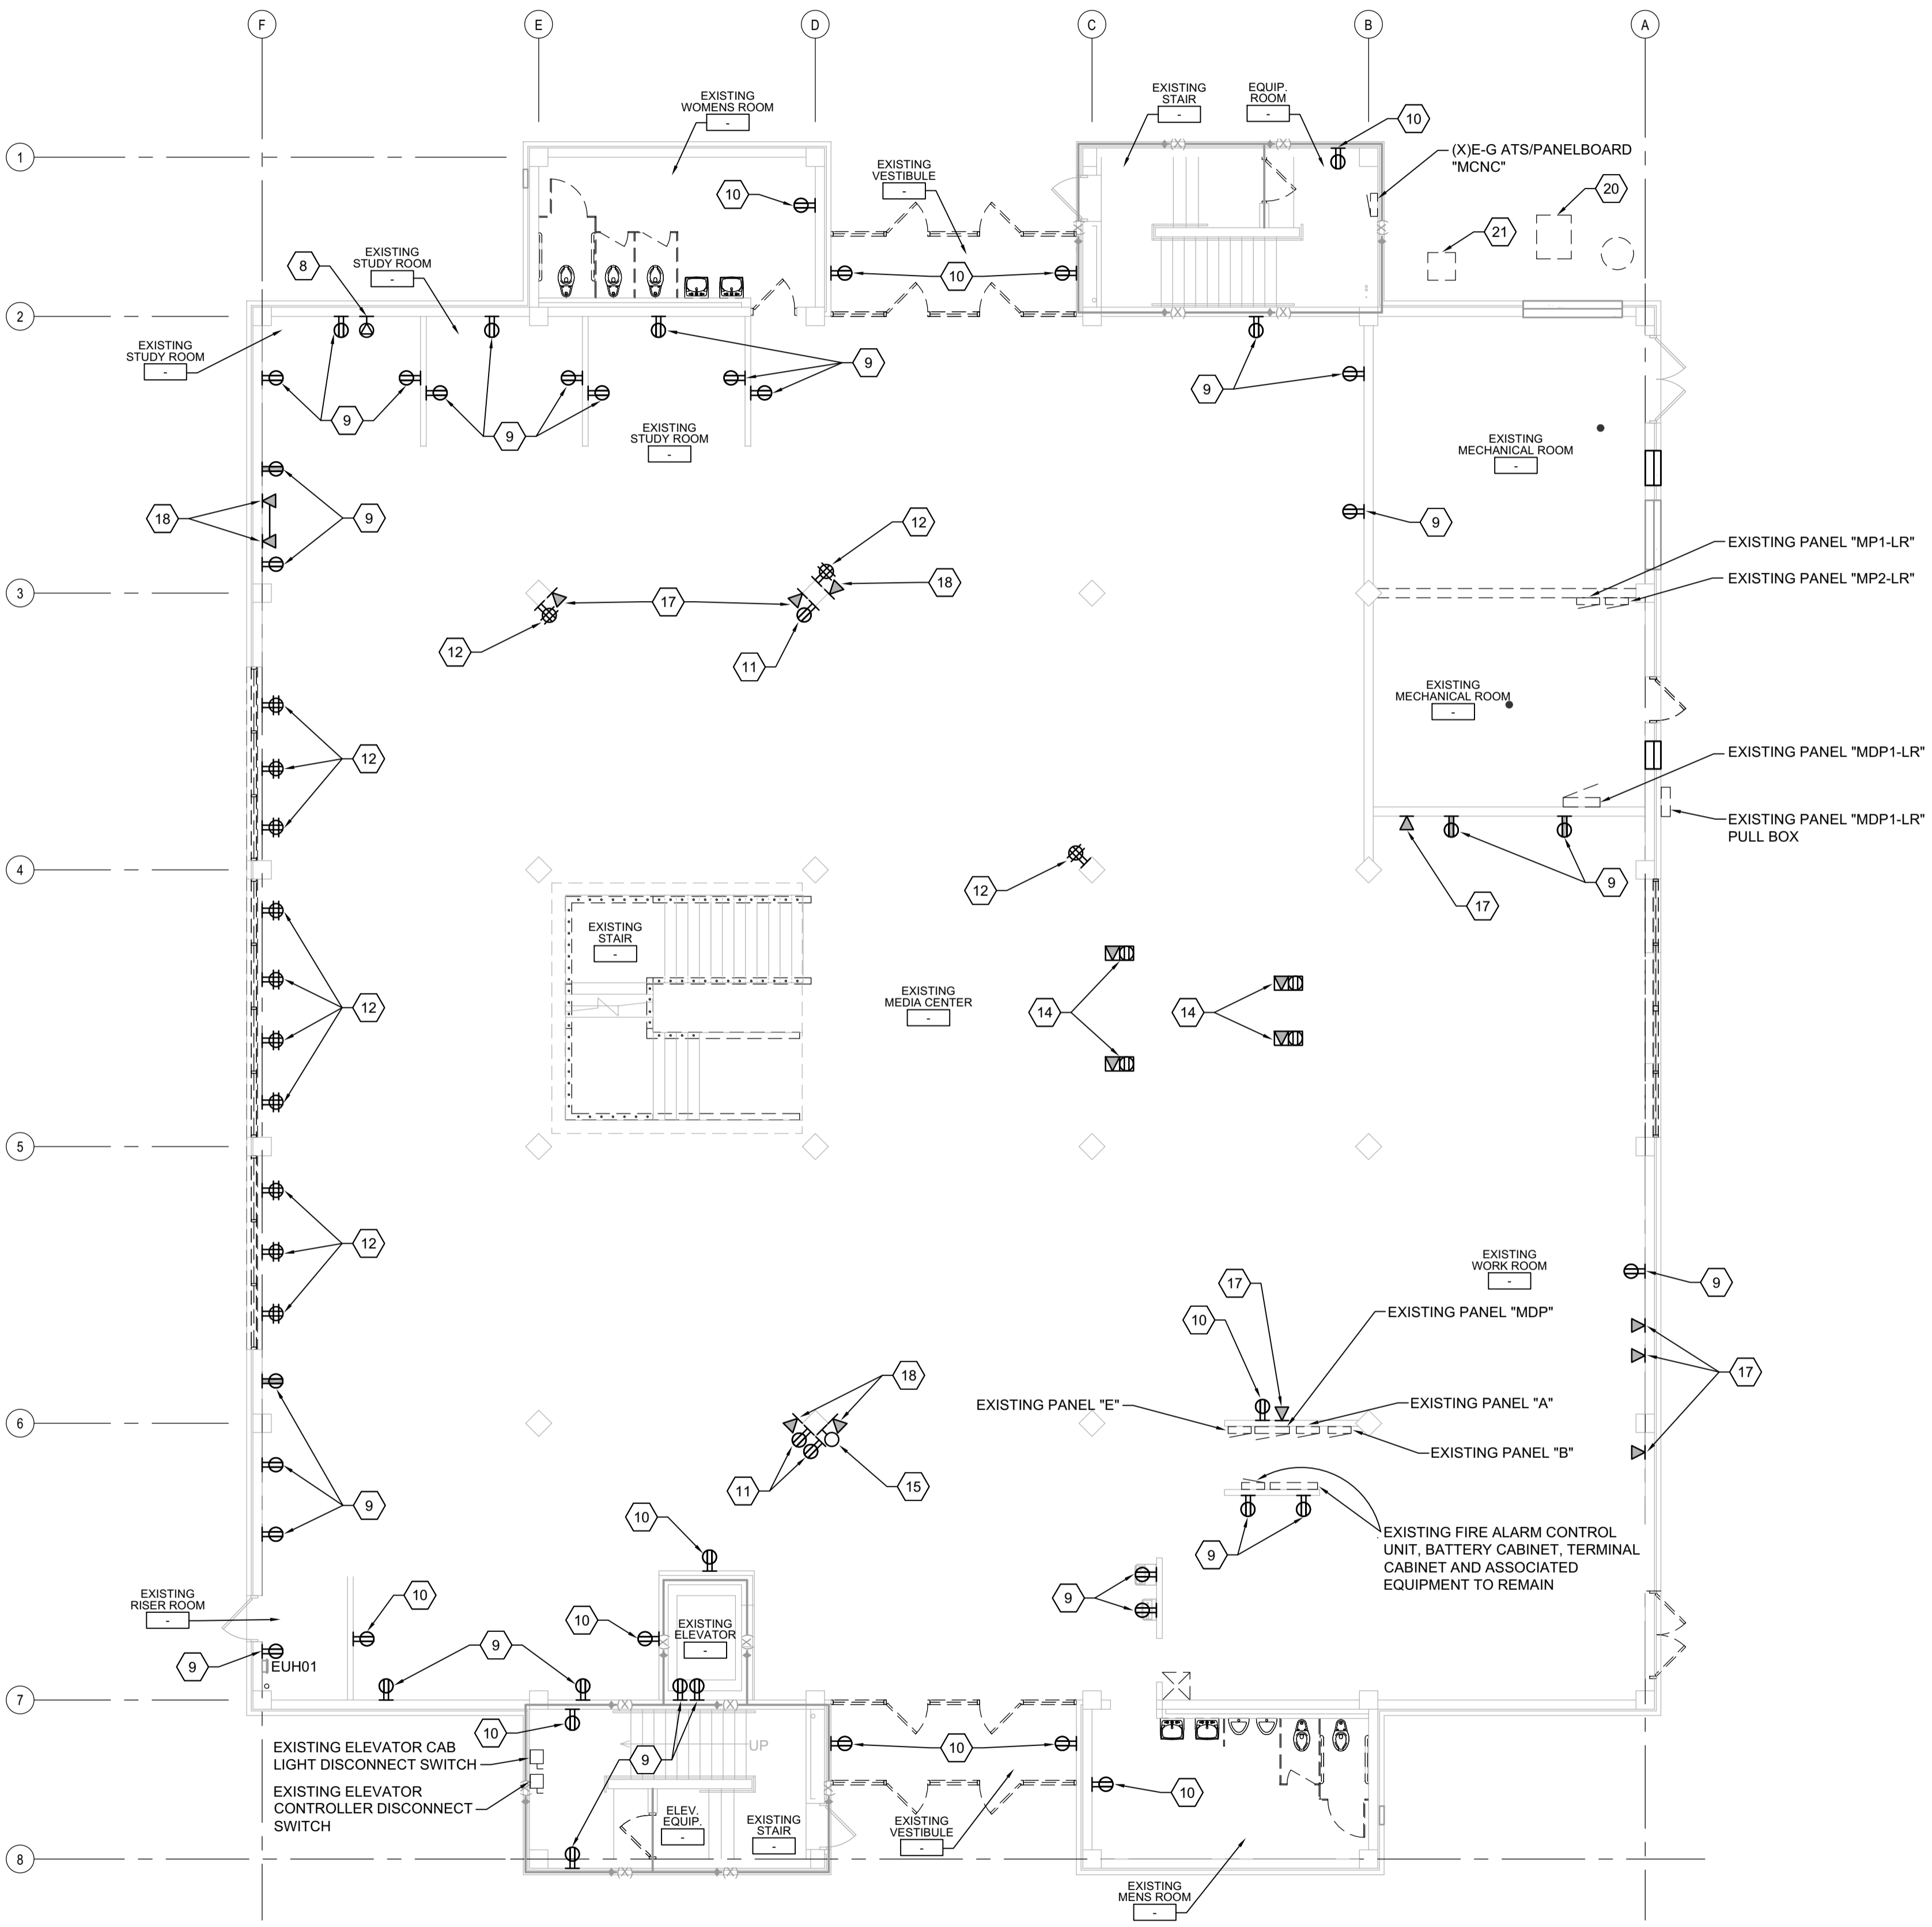 F
E
D
C
B
A
EXISTING
WOMENS ROOM
-
EXISTING
STAIR
-
EQUIP.
ROOM
-
10
(X)E-G ATS/PANELBOARD
"MCNC"
1
EXISTING
VESTIBULE
-
10
20
21
EXISTING
STUDY ROOM
-
8
10
2
EXISTING
STUDY ROOM
-
9
9
9
9
EXISTING
STUDY ROOM
-
EXISTING
MECHANICAL ROOM
-
18
9
12
9
EXISTING PANEL "MP1-LR"
EXISTING PANEL "MP2-LR"
18
3
17
12
11
EXISTING
MECHANICAL ROOM
-
12
EXISTING PANEL "MDP1-LR"
EXISTING PANEL "MDP1-LR"
PULL BOX
4
12
9
17
EXISTING
STAIR
-
EXISTING
MEDIA CENTER
-
12
14
14
5
12
EXISTING
WORK ROOM
-
9
17
10
EXISTING PANEL "MDP"
18
17
EXISTING PANEL "E"
EXISTING PANEL "A"
6
EXISTING PANEL "B"
11
15
9
10
EXISTING FIRE ALARM CONTROL
UNIT, BATTERY CABINET, TERMINAL
CABINET AND ASSOCIATED
EQUIPMENT TO REMAIN
9
EXISTING
RISER ROOM
-
10
10
EXISTING
ELEVATOR
-
9
9
9
EUH01
7
10
UP
10
9
EXISTING ELEVATOR CAB
LIGHT DISCONNECT SWITCH
EXISTING ELEVATOR
CONTROLLER DISCONNECT
SWITCH
10
ELEV.
EQUIP.
-
EXISTING
STAIR
-
EXISTING
VESTIBULE
-
8
EXISTING
MENS ROOM
-